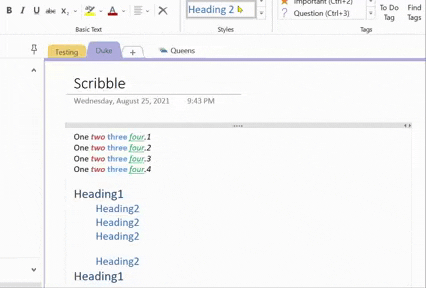 B I U abc X₂ A
Heading 2
Important (Ctrl+2)
Question (Ctrl+3)
To Do
Tag
Find
Tags
Basic Text
Styles
Tags
Testing
Duke
+
Queens
Scribble
Wednesday, August 25, 2021 9:43 PM
One two three four.1
One two three four.2
One two three four.3
One two three four.4
Heading1
Heading2
Heading2
Heading2
Heading2
Heading1